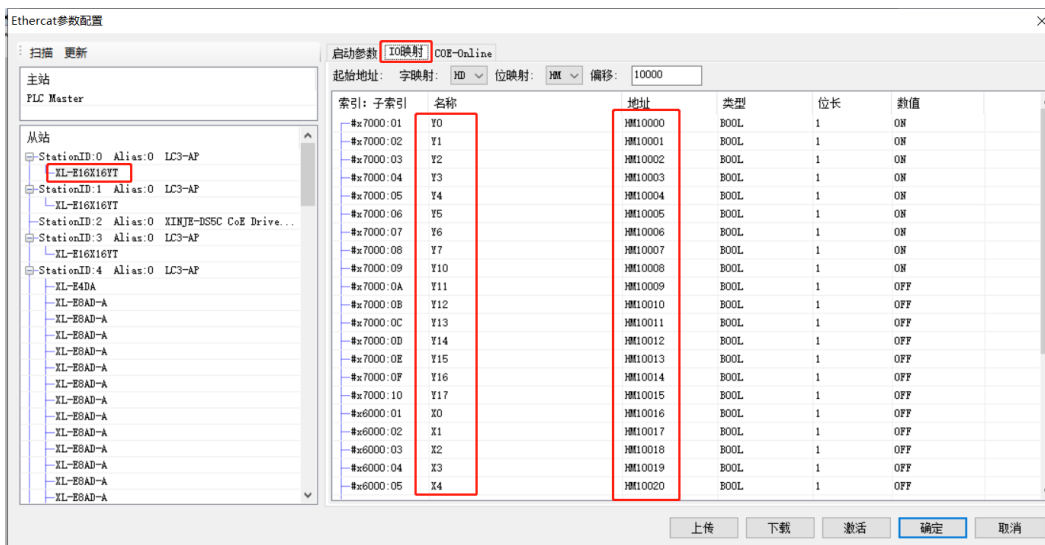 Ethercat参数配置
扫描 更新
主站
PLC Master
从站
StationID:0 Alias:0 LC3-AP
XL-E16X16YT
StationID:1 Alias:0 LC3-AP
XL-E16X16YT
StationID:2 Alias:0 XINJE-DS5C CoE Drive...
StationID:3 Alias:0 LC3-AP
XL-E16X16YT
StationID:4 Alias:0 LC3-AP
XL-E4DA
XL-E8AD-A
XL-E8AD-A
XL-E8AD-A
XL-E8AD-A
XL-E8AD-A
XL-E8AD-A
XL-E8AD-A
XL-E8AD-A
XL-E8AD-A
XL-E8AD-A
XL-E8AD-A
XL-E8AD-A
启动参数 IO映射 COE-Online
起始地址: 字映射: HD 位映射: HM 偏移: 10000
索引: 子索引 名称 地址 类型 位长 数值
#x7000:01 Y0 HM10000 BOOL 1 ON
#x7000:02 Y1 HM10001 BOOL 1 ON
#x7000:03 Y2 HM10002 BOOL 1 ON
#x7000:04 Y3 HM10003 BOOL 1 ON
#x7000:05 Y4 HM10004 BOOL 1 ON
#x7000:06 Y5 HM10005 BOOL 1 ON
#x7000:07 Y6 HM10006 BOOL 1 ON
#x7000:08 Y7 HM10007 BOOL 1 ON
#x7000:09 Y10 HM10008 BOOL 1 ON
#x7000:0A Y11 HM10009 BOOL 1 OFF
#x7000:0B Y12 HM10010 BOOL 1 OFF
#x7000:0C Y13 HM10011 BOOL 1 OFF
#x7000:0D Y14 HM10012 BOOL 1 OFF
#x7000:0E Y15 HM10013 BOOL 1 OFF
#x7000:0F Y16 HM10014 BOOL 1 OFF
#x7000:10 Y17 HM10015 BOOL 1 OFF
#x6000:01 X0 HM10016 BOOL 1 OFF
#x6000:02 X1 HM10017 BOOL 1 OFF
#x6000:03 X2 HM10018 BOOL 1 OFF
#x6000:04 X3 HM10019 BOOL 1 OFF
#x6000:05 X4 HM10020 BOOL 1 OFF
上传 下载 激活 确定 取消